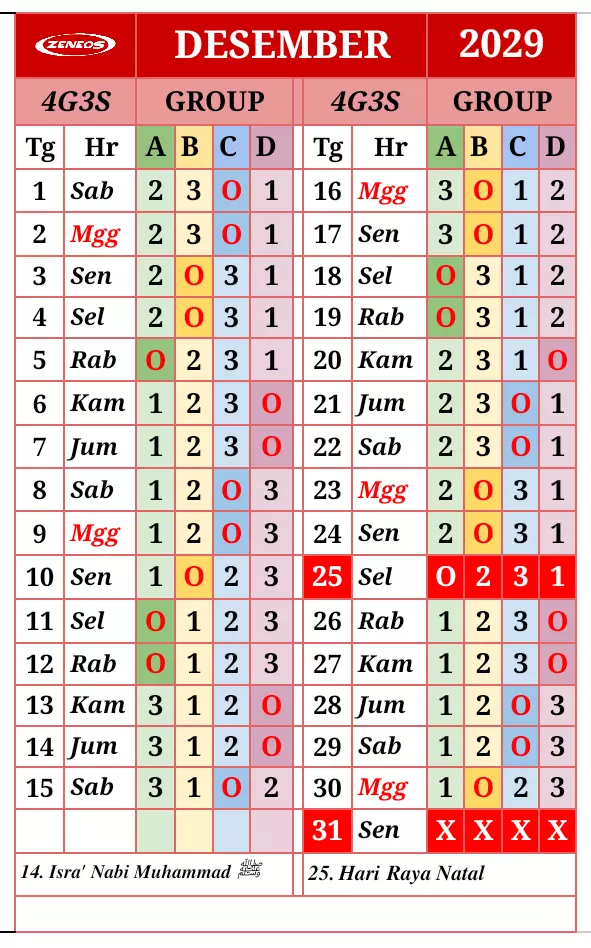 ZENEOS DESEMBER 2029
4G3S GROUP 4G3S GROUP
Tg Hr A B C D Tg Hr A B C D
1 Sab 2 3 O 1 16 Mgg 3 O 1 2
2 Mgg 2 3 O 1 17 Sen 3 O 1 2
3 Sen 2 O 3 1 18 Sel O 3 1 2
4 Sel 2 O 3 1 19 Rab O 3 1 2
5 Rab O 2 3 1 20 Kam 2 3 1 O
6 Kam 1 2 3 O 21 Jum 2 3 O 1
7 Jum 1 2 3 O 22 Sab 2 3 O 1
8 Sab 1 2 O 3 23 Mgg 2 O 3 1
9 Mgg 1 2 O 3 24 Sen 2 O 3 1
10 Sen 1 O 2 3 25 Sel O 2 3 1
11 Sel O 1 2 3 26 Rab 1 2 3 O
12 Rab O 1 2 3 27 Kam 1 2 3 O
13 Kam 3 1 2 O 28 Jum 1 2 O 3
14 Jum 3 1 2 O 29 Sab 1 2 O 3
15 Sab 3 1 O 2 30 Mgg 1 O 2 3
31 Sen X X X X
14. Isra' Nabi Muhammad ﷺ 25. Hari Raya Natal